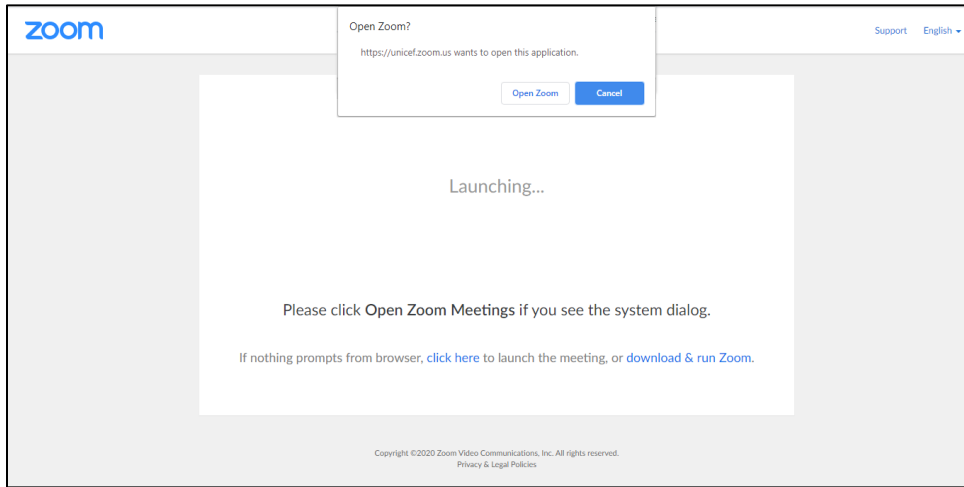 zoom
Support English
Open Zoom?
https://unicef.zoom.us wants to open this application.
Open Zoom Cancel
Launching...
Please click Open Zoom Meetings if you see the system dialog.
If nothing prompts from browser, click here to launch the meeting, or download & run Zoom.
Copyright ©2020 Zoom Video Communications, Inc. All rights reserved.
Privacy & Legal Policies